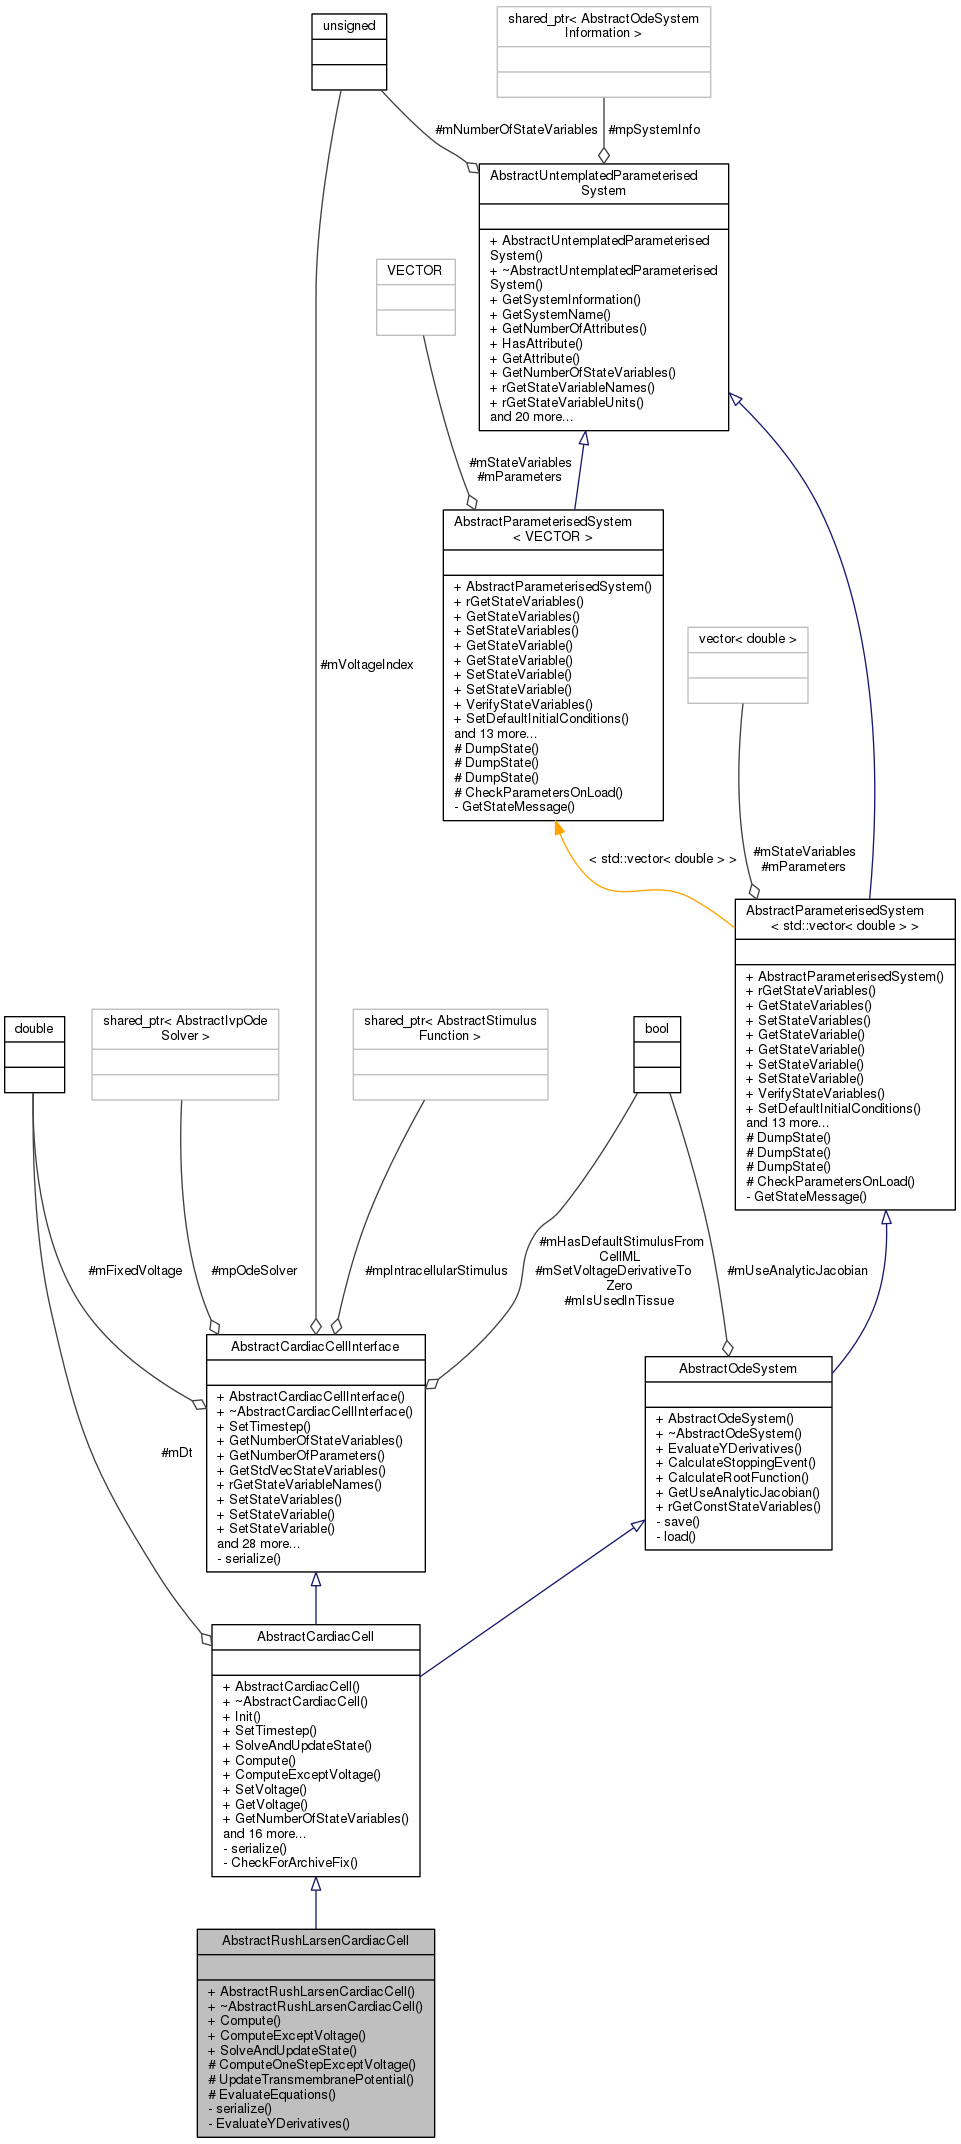 unsigned
shared_ptr< AbstractOdeSystem
Information >
#mNumberOfStateVariables
#mpSystemInfo
AbstractUntemplatedParameterised
System
+ AbstractUntemplatedParameterised
System()
+ ~AbstractUntemplatedParameterised
System()
+ GetSystemInformation()
+ GetSystemName()
+ GetNumberOfAttributes()
+ HasAttribute()
+ GetAttribute()
+ GetNumberOfStateVariables()
+ rGetStateVariableNames()
+ rGetStateVariableUnits()
and 20 more...
VECTOR
#mStateVariables
#mParameters
AbstractParameterisedSystem
< VECTOR >
+ AbstractParameterisedSystem()
+ rGetStateVariables()
+ GetStateVariables()
+ SetStateVariables()
+ GetStateVariable()
+ GetStateVariable()
+ SetStateVariable()
+ SetStateVariable()
+ VerifyStateVariables()
+ SetDefaultInitialConditions()
and 13 more...
# DumpState()
# DumpState()
# DumpState()
# CheckParametersOnLoad()
- GetStateMessage()
vector< double >
#mVoltageIndex
< std::vector< double > >
#mStateVariables
#mParameters
AbstractParameterisedSystem
< std::vector< double > >
+ AbstractParameterisedSystem()
+ rGetStateVariables()
+ GetStateVariables()
+ SetStateVariables()
+ GetStateVariable()
+ GetStateVariable()
+ SetStateVariable()
+ SetStateVariable()
+ VerifyStateVariables()
+ SetDefaultInitialConditions()
and 13 more...
# DumpState()
# DumpState()
# DumpState()
# CheckParametersOnLoad()
- GetStateMessage()
double
shared_ptr< AbstractIvpOde
Solver >
shared_ptr< AbstractStimulus
Function >
bool
#mFixedVoltage
#mpOdeSolver
#mpIntracellularStimulus
#mHasDefaultStimulusFrom
CellML
#mSetVoltageDerivativeTo
Zero
#mIsUsedInTissue
#mUseAnalyticJacobian
AbstractCardiacCellInterface
+ AbstractCardiacCellInterface()
+ ~AbstractCardiacCellInterface()
+ SetTimestep()
+ GetNumberOfStateVariables()
+ GetNumberOfParameters()
+ GetStdVecStateVariables()
+ rGetStateVariableNames()
+ SetStateVariables()
+ SetStateVariable()
+ SetStateVariable()
and 28 more...
- serialize()
#mDt
AbstractOdeSystem
+ AbstractOdeSystem()
+ ~AbstractOdeSystem()
+ EvaluateYDerivatives()
+ CalculateStoppingEvent()
+ CalculateRootFunction()
+ GetUseAnalyticJacobian()
+ rGetConstStateVariables()
- save()
- load()
AbstractCardiacCell
+ AbstractCardiacCell()
+ ~AbstractCardiacCell()
+ Init()
+ SetTimestep()
+ SolveAndUpdateState()
+ Compute()
+ ComputeExceptVoltage()
+ SetVoltage()
+ GetVoltage()
+ GetNumberOfStateVariables()
and 16 more...
- serialize()
- CheckForArchiveFix()
AbstractRushLarsenCardiacCell
+ AbstractRushLarsenCardiacCell()
+ ~AbstractRushLarsenCardiacCell()
+ Compute()
+ ComputeExceptVoltage()
+ SolveAndUpdateState()
# ComputeOneStepExceptVoltage()
# UpdateTransmembranePotential()
# EvaluateEquations()
- serialize()
- EvaluateYDerivatives()